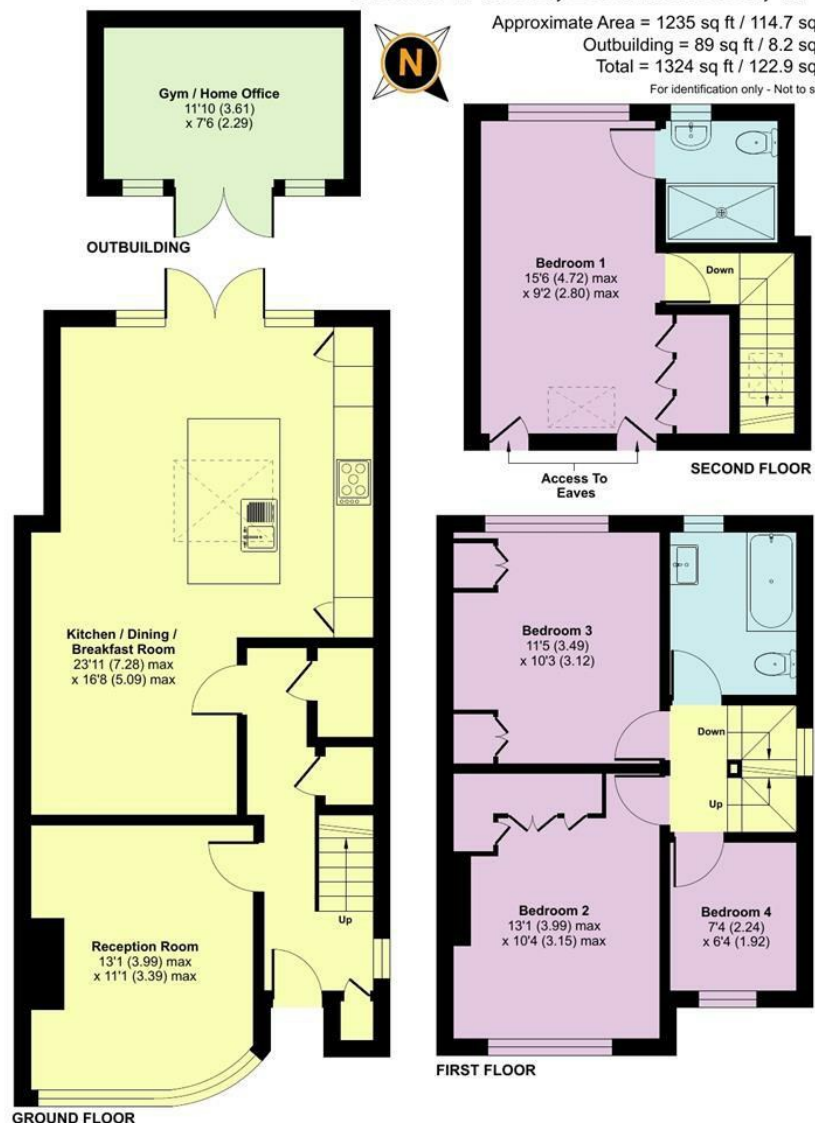 Approximate Area = 1235 sq ft / 114.7 sq
Outbuilding = 89 sq ft / 8.2 sq
Total = 1324 sq ft / 122.9 sq
For identification only - Not to s
N
Gym / Home Office
11'10 (3.61)
x 7'6 (2.29)
OUTBUILDING
Bedroom 1
15'6 (4.72) max
x 9'2 (2.80) max
Down
Access To
Eaves
SECOND FLOOR
Kitchen / Dining /
Breakfast Room
23'11 (7.28) max
x 16'8 (5.09) max
Up
Reception Room
13'1 (3.99) max
x 11'1 (3.39) max
GROUND FLOOR
Bedroom 3
11'5 (3.49)
x 10'3 (3.12)
Down
Up
Bedroom 2
13'1 (3.99) max
x 10'4 (3.15) max
Bedroom 4
7'4 (2.24)
x 6'4 (1.92)
FIRST FLOOR